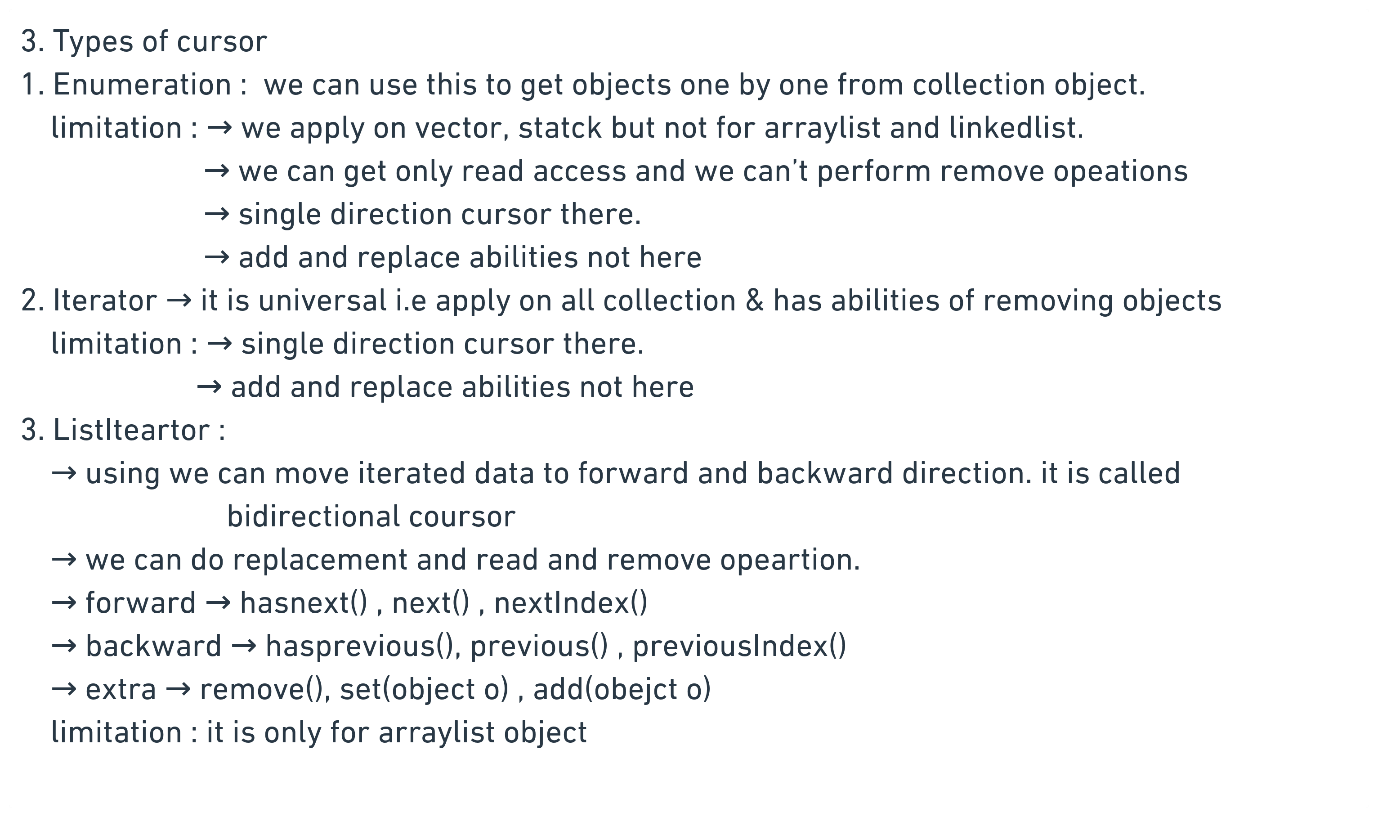 3. Types of cursor
1. Enumeration :  we can use this to get objects one by one from collection object.
limitation : → we apply on vector, statck but not for arraylist and linkedlist.
→ we can get only read access and we can't perform remove opeations
→ single direction cursor there.
→ add and replace abilities not here
2. Iterator → it is universal i.e apply on all collection & has abilities of removing objects
limitation : → single direction cursor there.
→ add and replace abilities not here
3. ListIteartor :
→ using we can move iterated data to forward and backward direction. it is called
bidirectional coursor
→ we can do replacement and read and remove opeartion.
→ forward → hasnext() , next() , nextIndex()
→ backward → hasprevious(), previous() , previousIndex()
→ extra → remove(), set(object o) , add(obejct o)
limitation : it is only for arraylist object